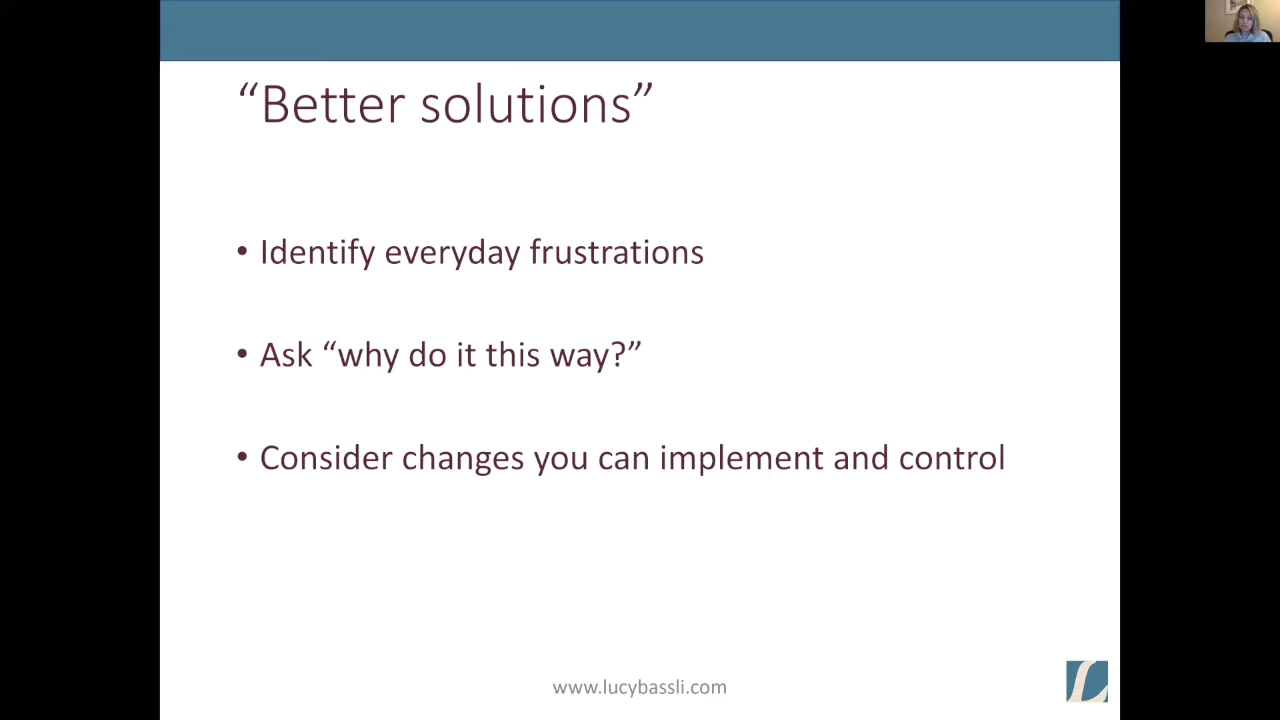 “Better solutions”
• Identify everyday frustrations
• Ask “why do it this way?”
• Consider changes you can implement and control
www.lucybassli.com